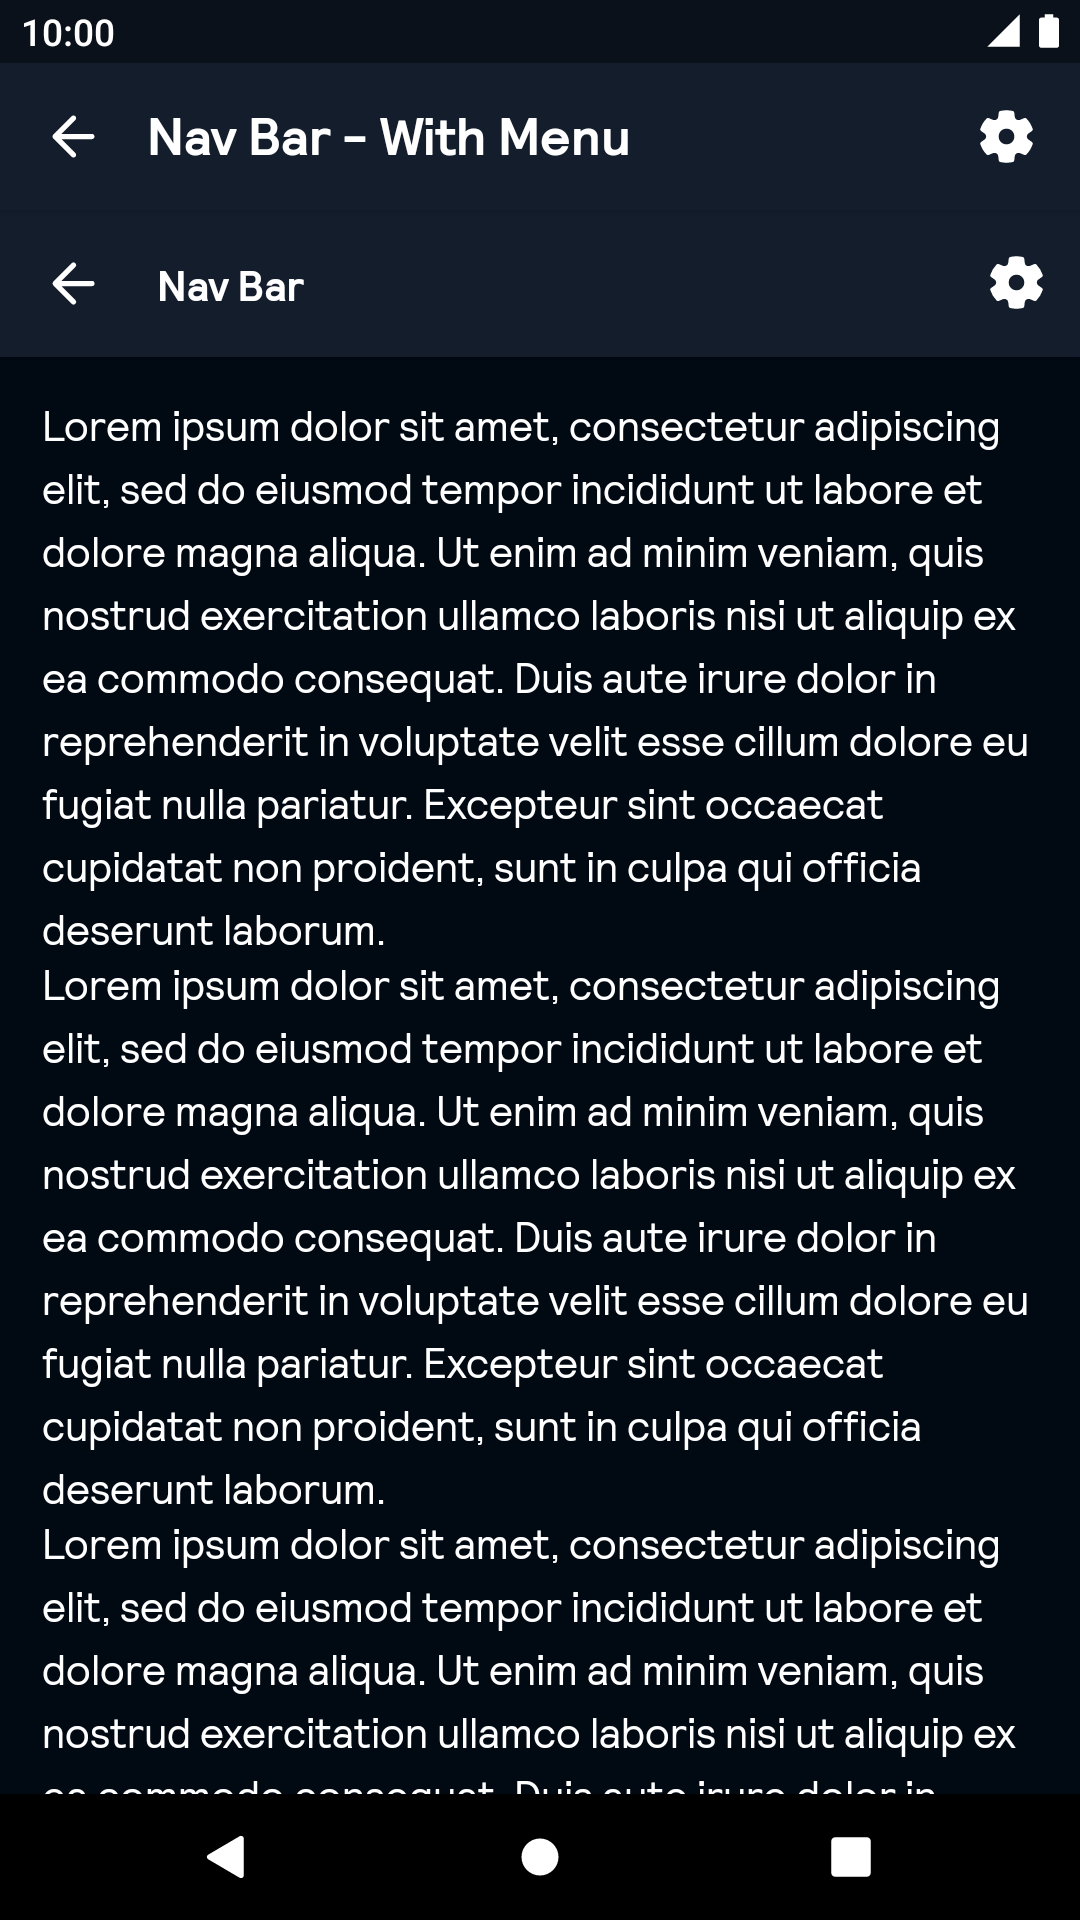 10:00
Nav Bar - With Menu
Nav Bar
Lorem ipsum dolor sit amet, consectetur adipiscing
elit, sed do eiusmod tempor incididunt ut labore et
dolore magna aliqua. Ut enim ad minim veniam, quis
nostrud exercitation ullamco laboris nisi ut aliquip ex
ea commodo consequat. Duis aute irure dolor in
reprehenderit in voluptate velit esse cillum dolore eu
fugiat nulla pariatur. Excepteur sint occaecat
cupidatat non proident, sunt in culpa qui officia
deserunt laborum.
Lorem ipsum dolor sit amet, consectetur adipiscing
elit, sed do eiusmod tempor incididunt ut labore et
dolore magna aliqua. Ut enim ad minim veniam, quis
nostrud exercitation ullamco laboris nisi ut aliquip ex
ea commodo consequat. Duis aute irure dolor in
reprehenderit in voluptate velit esse cillum dolore eu
fugiat nulla pariatur. Excepteur sint occaecat
cupidatat non proident, sunt in culpa qui officia
deserunt laborum.
Lorem ipsum dolor sit amet, consectetur adipiscing
elit, sed do eiusmod tempor incididunt ut labore et
dolore magna aliqua. Ut enim ad minim veniam, quis
nostrud exercitation ullamco laboris nisi ut aliquip ex
ea commodo consequat. Duis aute irure dolor in